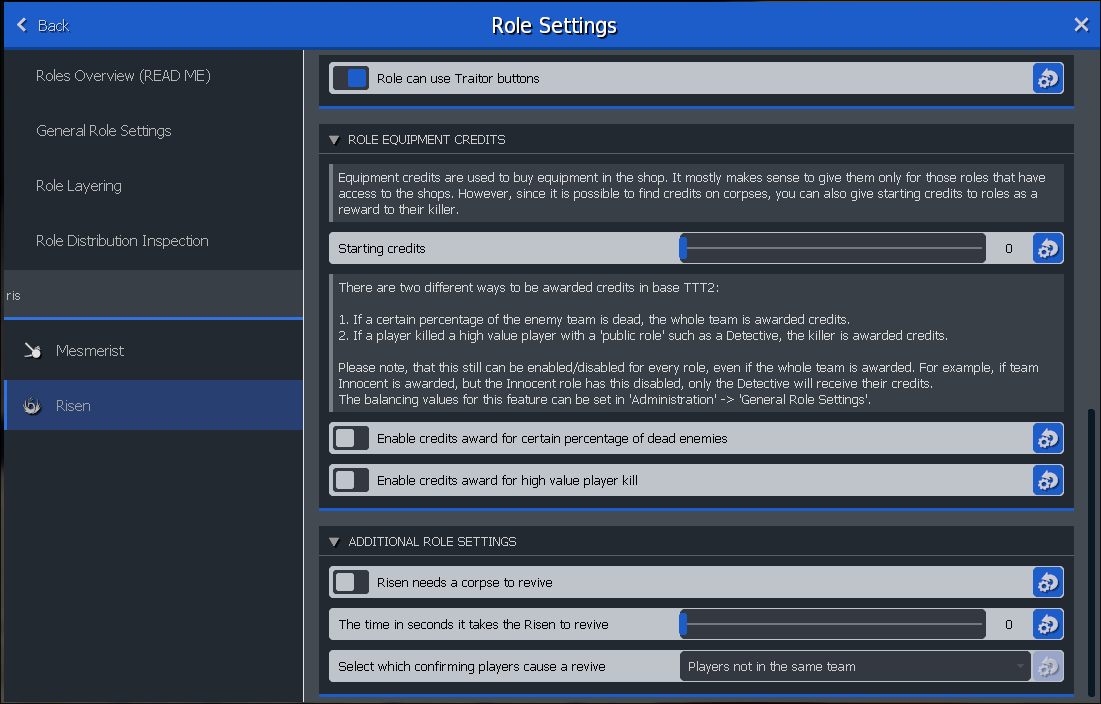 Back
Role Settings
Roles Overview (READ ME)
General Role Settings
Role Layering
Role Distribution Inspection
ris
Mesmerist
Risen
Role can use Traitor buttons
ROLE EQUIPMENT CREDITS
Equipment credits are used to buy equipment in the shop. It mostly makes sense to give them only for those roles that have
access to the shops. However, since it is possible to find credits on corpses, you can also give starting credits to roles as a
reward to their killer.
Starting credits
0
There are two different ways to be awarded credits in base TTT2:
1. If a certain percentage of the enemy team is dead, the whole team is awarded credits.
2. If a player killed a high value player with a 'public role' such as a Detective, the killer is awarded credits.
Please note, that this still can be enabled/disabled for every role, even if the whole team is awarded. For example, if team
Innocent is awarded, but the Innocent role has this disabled, only the Detective will receive their credits.
The balancing values for this feature can be set in 'Administration' -> 'General Role Settings'.
Enable credits award for certain percentage of dead enemies
Enable credits award for high value player kill
ADDITIONAL ROLE SETTINGS
Risen needs a corpse to revive
The time in seconds it takes the Risen to revive
0
Select which confirming players cause a revive
Players not in the same team